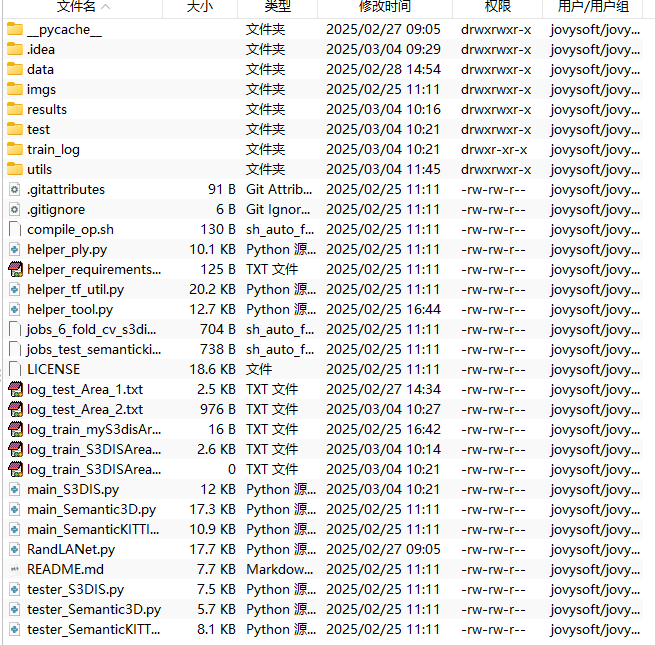 文件名 大小 类型 修改时间 权限 用户/用户组
__pycache__ 文件夹 2025/02/27 09:05 drwxrwxr-x jovysoft/jovy...
.idea 文件夹 2025/03/04 09:29 drwxrwxr-x jovysoft/jovy...
data 文件夹 2025/02/28 14:54 drwxrwxr-x jovysoft/jovy...
imgs 文件夹 2025/02/25 11:11 drwxrwxr-x jovysoft/jovy...
results 文件夹 2025/03/04 10:16 drwxrwxr-x jovysoft/jovy...
test 文件夹 2025/03/04 10:21 drwxrwxr-x jovysoft/jovy...
train_log 文件夹 2025/03/04 10:21 drwxr-xr-x jovysoft/jovy...
utils 文件夹 2025/03/04 11:45 drwxrwxr-x jovysoft/jovy...
.gitattributes 91 B Git Attrib... 2025/02/25 11:11 -rw-rw-r-- jovysoft/jovy...
.gitignore 6 B Git Ignor... 2025/02/25 11:11 -rw-rw-r-- jovysoft/jovy...
compile_op.sh 130 B sh_auto_f... 2025/02/25 11:11 -rw-rw-r-- jovysoft/jovy...
helper_ply.py 10.1 KB Python 源... 2025/02/25 11:11 -rw-rw-r-- jovysoft/jovy...
helper_requirements... 125 B TXT 文件 2025/02/25 11:11 -rw-rw-r-- jovysoft/jovy...
helper_tf_util.py 20.2 KB Python 源... 2025/02/25 11:11 -rw-rw-r-- jovysoft/jovy...
helper_tool.py 12.7 KB Python 源... 2025/02/25 16:44 -rw-rw-r-- jovysoft/jovy...
jobs_6_fold_cv_s3di... 704 B sh_auto_f... 2025/02/25 11:11 -rw-rw-r-- jovysoft/jovy...
jobs_test_semanticki... 738 B sh_auto_f... 2025/02/25 11:11 -rw-rw-r-- jovysoft/jovy...
LICENSE 18.6 KB 文件 2025/02/25 11:11 -rw-rw-r-- jovysoft/jovy...
log_test_Area_1.txt 2.5 KB TXT 文件 2025/02/27 14:34 -rw-rw-r-- jovysoft/jovy...
log_test_Area_2.txt 976 B TXT 文件 2025/03/04 10:27 -rw-rw-r-- jovysoft/jovy...
log_train_myS3disAr... 16 B TXT 文件 2025/02/25 16:42 -rw-rw-r-- jovysoft/jovy...
log_train_S3DISArea... 2.6 KB TXT 文件 2025/03/04 10:14 -rw-rw-r-- jovysoft/jovy...
log_train_S3DISArea... 0 TXT 文件 2025/03/04 10:21 -rw-rw-r-- jovysoft/jovy...
main_S3DIS.py 12 KB Python 源... 2025/03/04 10:21 -rw-rw-r-- jovysoft/jovy...
main_Semantic3D.py 17.3 KB Python 源... 2025/02/25 11:11 -rw-rw-r-- jovysoft/jovy...
main_SemanticKITTI... 10.9 KB Python 源... 2025/02/25 11:11 -rw-rw-r-- jovysoft/jovy...
RandLANet.py 17.7 KB Python 源... 2025/02/27 09:05 -rw-rw-r-- jovysoft/jovy...
README.md 7.7 KB Markdow... 2025/02/25 11:11 -rw-rw-r-- jovysoft/jovy...
tester_S3DIS.py 7.5 KB Python 源... 2025/02/25 11:11 -rw-rw-r-- jovysoft/jovy...
tester_Semantic3D.py 5.7 KB Python 源... 2025/02/25 11:11 -rw-rw-r-- jovysoft/jovy...
tester_SemanticKITT... 8.1 KB Python 源... 2025/02/25 11:11 -rw-rw-r-- jovysoft/jovy...